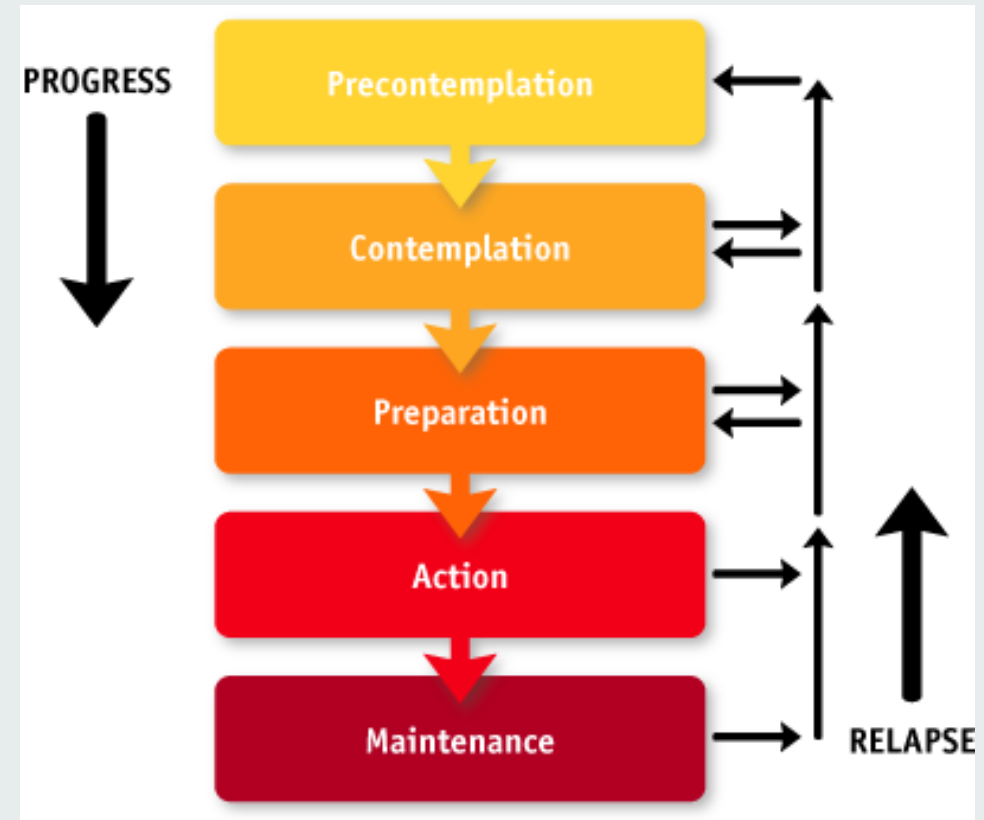 PROGRESS
Precontemplation
Contemplation
Preparation
Action
Maintenance
RELAPSE